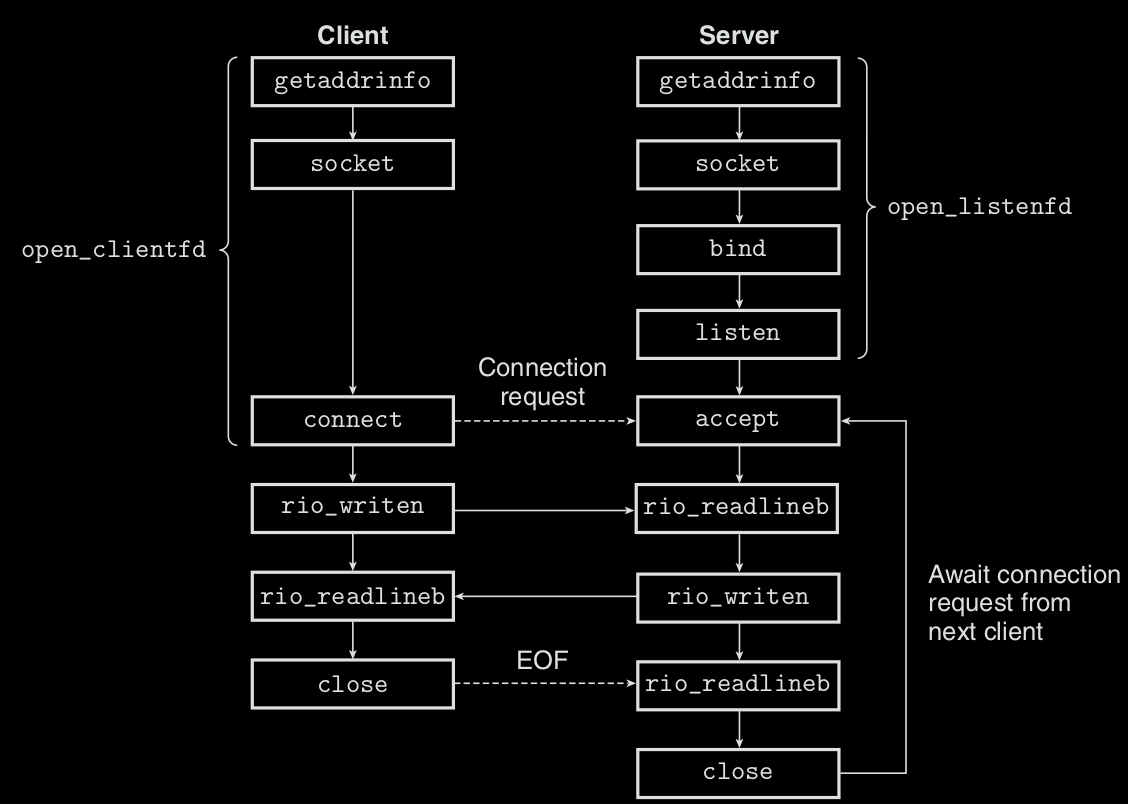 Client
Server
getaddrinfo
getaddrinfo
socket
socket
open_listenfd
open_clientfd
bind
listen
Connection
request
connect
accept
rio_writen
rio_readlineb
Await connection
request from
next client
rio_readlineb
rio_writen
EOF
close
rio_readlineb
close